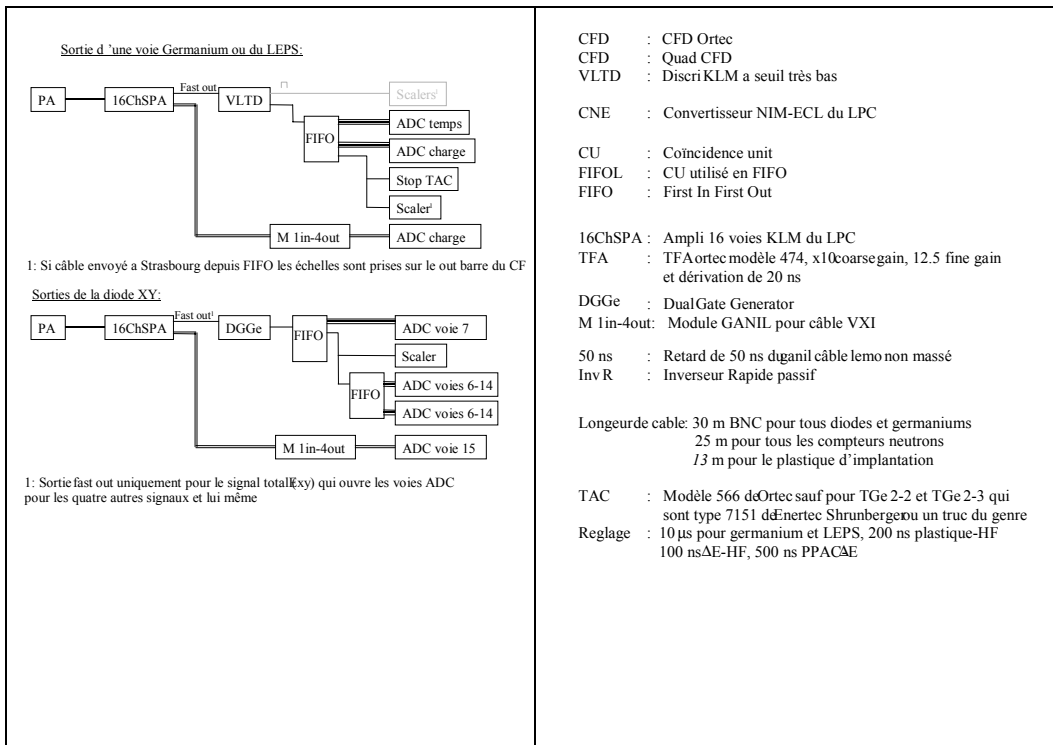 Sortie d ’une voie Germanium ou du LEPS:
PA
16ChSPA
Fast out
VLTD
Scalers¹
FIFO
ADC temps
ADC charge
Stop TAC
Scaler¹
M 1in-4out
ADC charge
1: Si câble envoyé a Strasbourg depuis FIFO les échelles sont prises sur le out barre du CF
Sorties de la diode XY:
PA
16ChSPA
Fast out¹
DGGe
FIFO
ADC voie 7
Scaler
FIFO
ADC voies 6-14
ADC voies 6-14
M 1in-4out
ADC voie 15
1: Sortie fast out uniquement pour le signal total E(xy) qui ouvre les voies ADC
pour les quatre autres signaux et lui même
CFD : CFD Ortec
CFD : Quad CFD
VLTD : Discri KLM a seuil très bas
CNE : Convertisseur NIM-ECL du LPC
CU : Coïncidence unit
FIFOL : CU utilisé en FIFO
FIFO : First In First Out
16ChSPA : Ampli 16 voies KLM du LPC
TFA : TFA ortec modèle 474, x10 coarse gain, 12.5 fine gain
et dérivation de 20 ns
DGGe : Dual Gate Generator
M 1in-4out: Module GANIL pour câble VXI
50 ns : Retard de 50 ns du ganil câble lemo non massé
Inv R : Inverseur Rapide passif
Longeur de cable: 30 m BNC pour tous diodes et germaniums
25 m pour tous les compteurs neutrons
13 m pour le plastique d’implantation
TAC : Modèle 566 de Ortec sauf pour TGe 2-2 et TGe 2-3 qui
sont type 7151 de Enertec Shrunberger ou un truc du genre
Reglage : 10 µs pour germanium et LEPS, 200 ns plastique-HF
100 ns ΔE-HF, 500 ns PPAC-ΔE